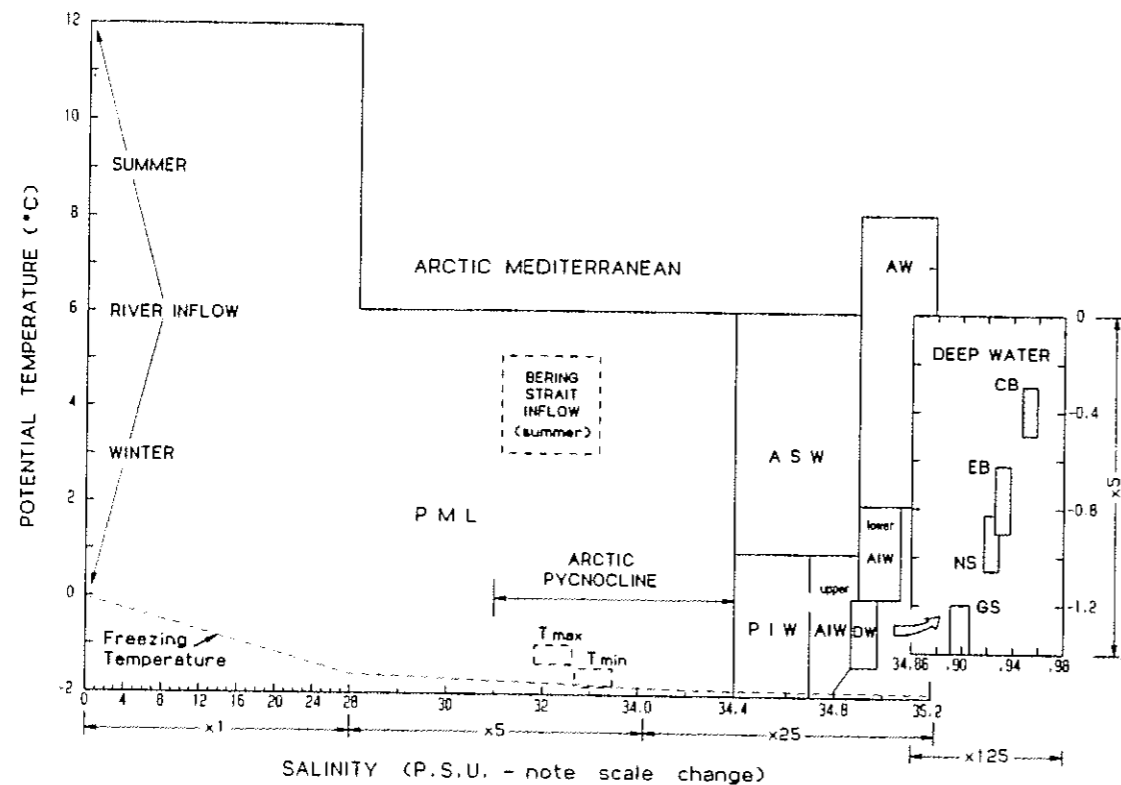 12
10
8
6
4
2
0
-2
POTENTIAL TEMPERATURE (°C)
SUMMER
RIVER INFLOW
WINTER
Freezing
Temperature
ARCTIC MEDITERRANEAN
BERING
STRAIT
INFLOW
(summer)
P M L
ARCTIC
PYCNOCLINE
Tmax
Tmin
A S W
P I W
upper
AIW
lower
AIW
DW
AW
DEEP WATER
CB
EB
NS
GS
0
-0.4
-0.8
-1.2
x5
34.86 .90 .94 .98
0 4 8 12 16 20 24 28 30 32 34.0 34.4 34.8 35.2
x1 x5 x25
x125
SALINITY (P.S.U. - note scale change)